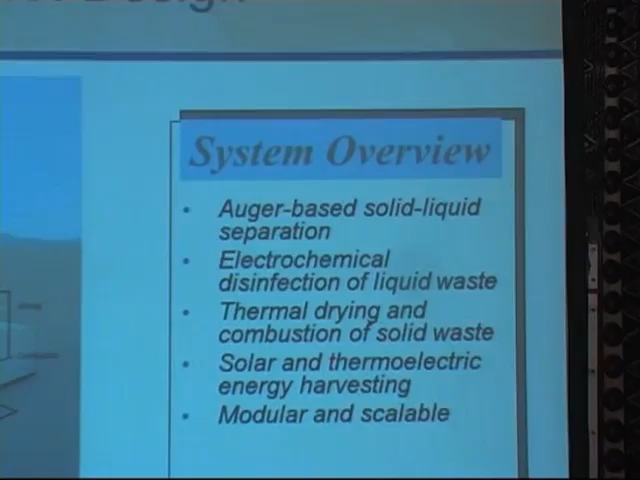 Design
System Overview
• Auger-based solid-liquid
separation
• Electrochemical
disinfection of liquid waste
• Thermal drying and
combustion of solid waste
• Solar and thermoelectric
energy harvesting
• Modular and scalable